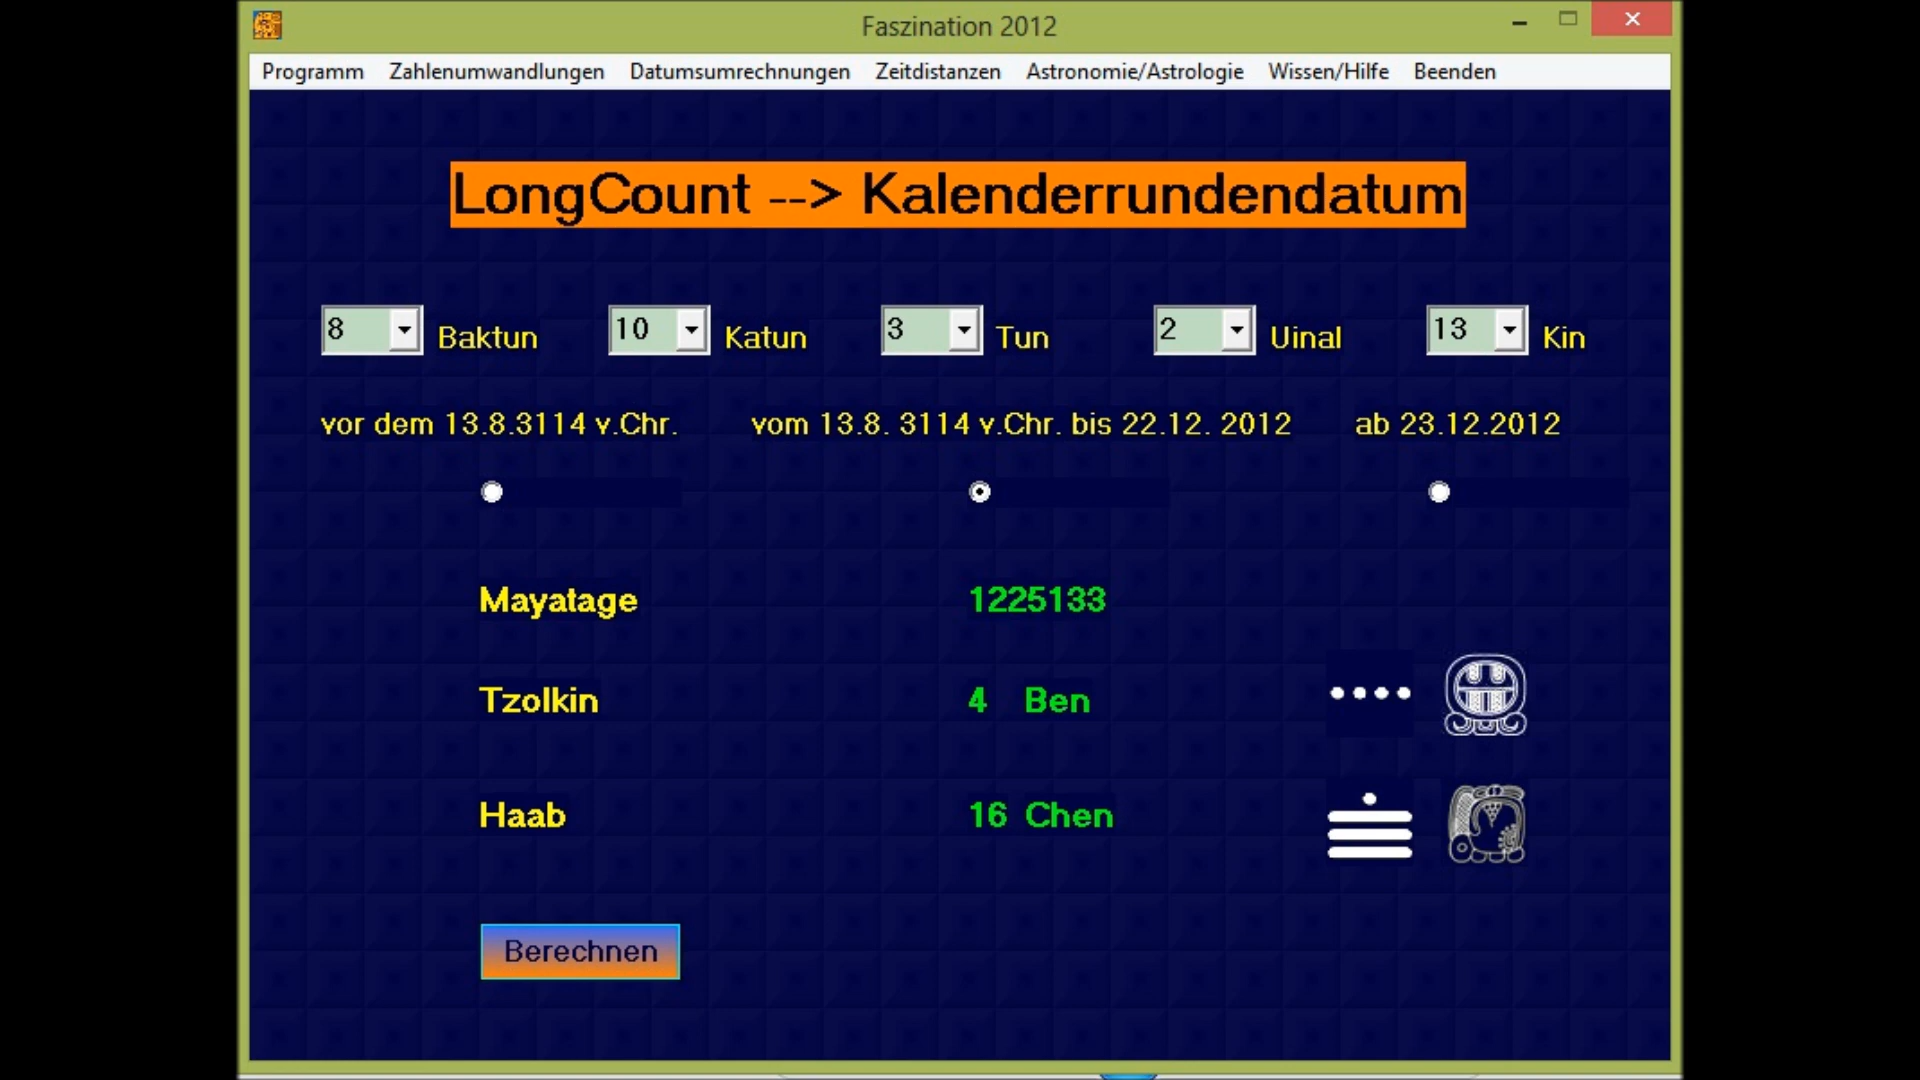 Faszination 2012
Programm Zahlenumwandlungen Datumsumrechnungen Zeitdistanzen Astronomie/Astrologie Wissen/Hilfe Beenden
LongCount --> Kalenderrundendatum
8 Baktun 10 Katun 3 Tun 2 Uinal 13 Kin
vor dem 13.8.3114 v.Chr. vom 13.8. 3114 v.Chr. bis 22.12. 2012 ab 23.12.2012
Mayatage 1225133
Tzolkin 4 Ben
Haab 16 Chen
Berechnen